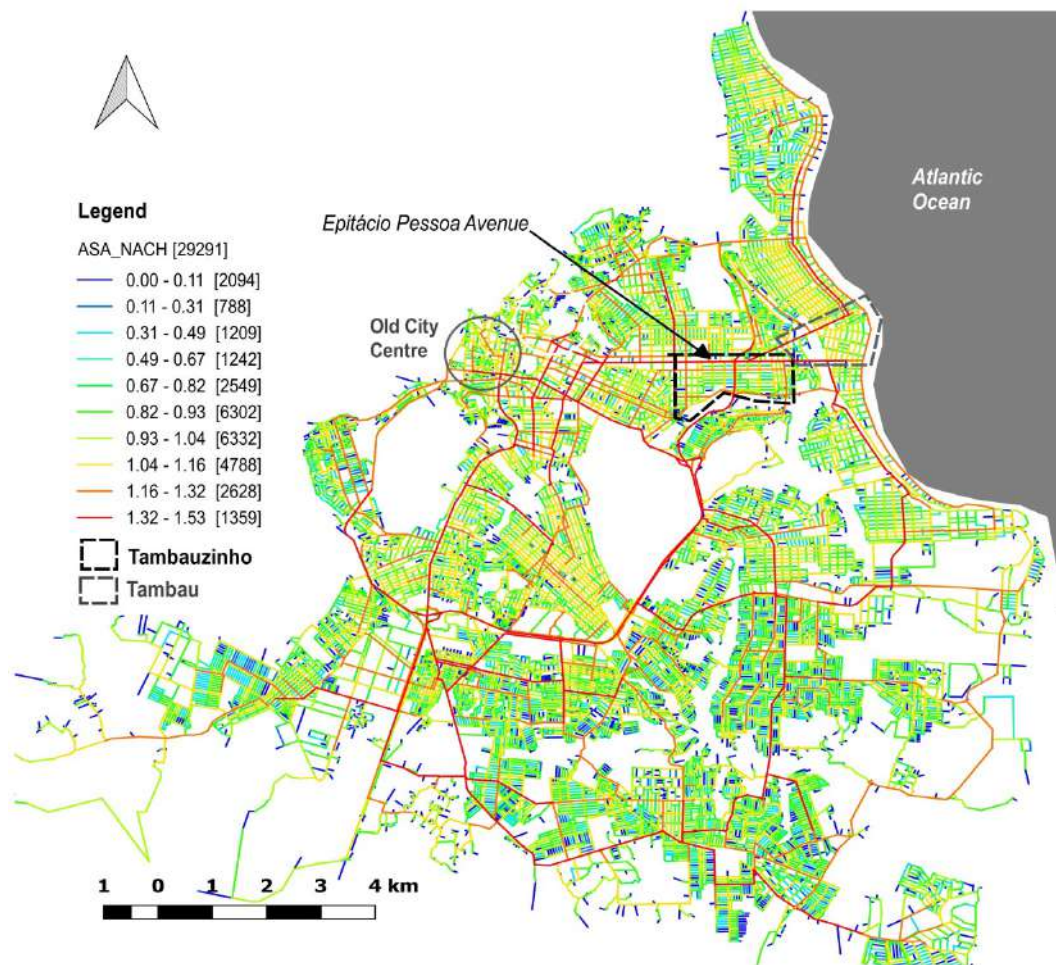 Atlantic
Ocean
Legend
Epitácio Pessoa Avenue
ASA_NACH [29291]
0.00 - 0.11 [2094]
0.11 - 0.31 [788]
0.31 - 0.49 [1209]
0.49 - 0.67 [1242]
0.67 - 0.82 [2549]
0.82 - 0.93 [6302]
0.93 - 1.04 [6332]
1.04 - 1.16 [4788]
1.16 - 1.32 [2628]
1.32 - 1.53 [1359]
Tambauzinho
Tambau
Old City
Centre
1 0 1 2 3 4 km